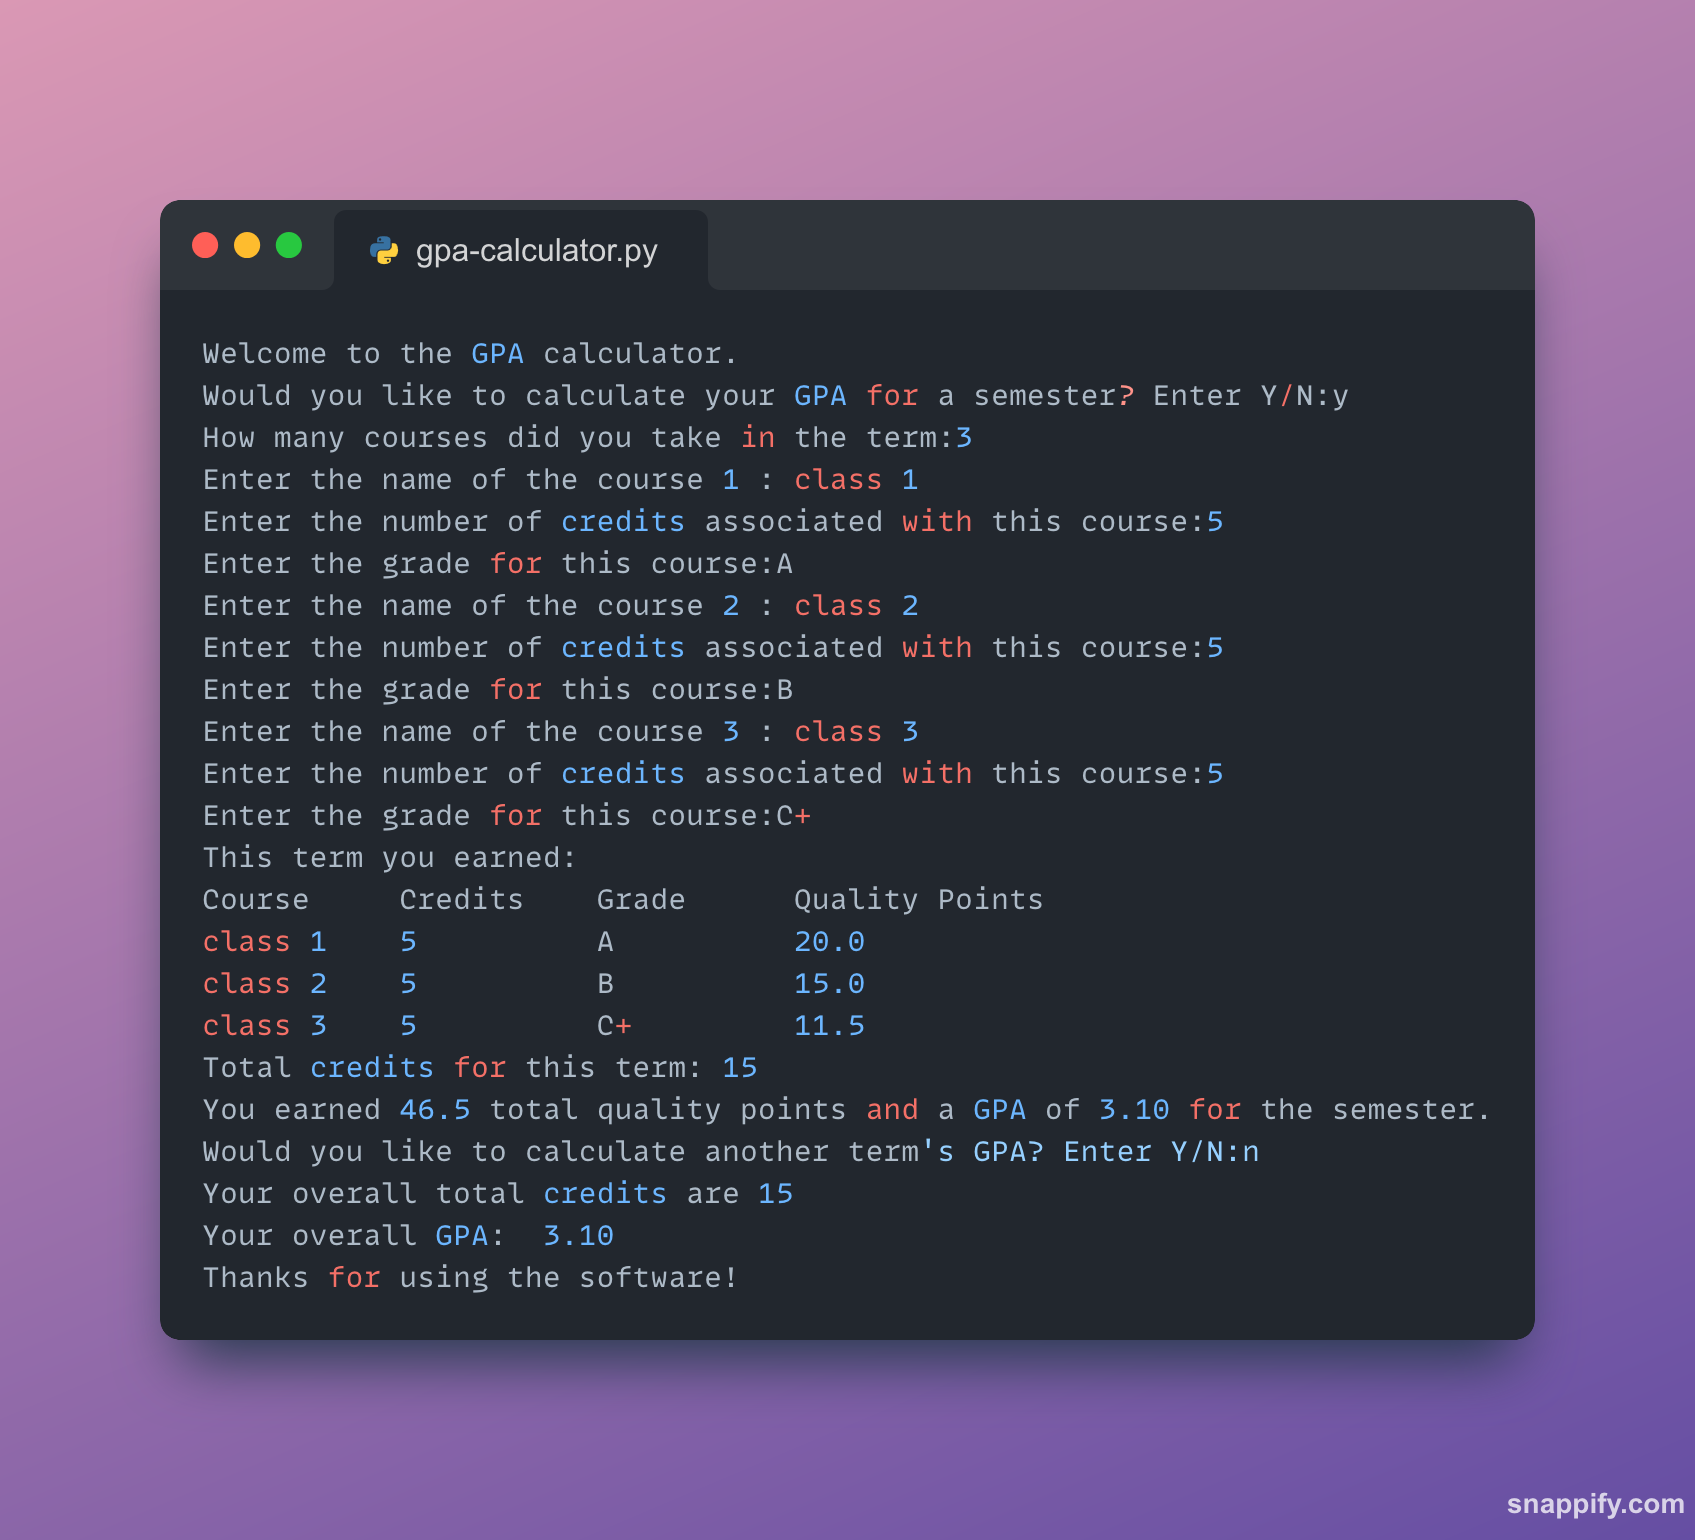 gpa-calculator.py
Welcome to the GPA calculator.
Would you like to calculate your GPA for a semester? Enter Y/N:y
How many courses did you take in the term:3
Enter the name of the course 1 : class 1
Enter the number of credits associated with this course:5
Enter the grade for this course:A
Enter the name of the course 2 : class 2
Enter the number of credits associated with this course:5
Enter the grade for this course:B
Enter the name of the course 3 : class 3
Enter the number of credits associated with this course:5
Enter the grade for this course:C+
This term you earned:
Course     Credits    Grade      Quality Points
class 1    5          A          20.0
class 2    5          B          15.0
class 3    5          C+         11.5
Total credits for this term: 15
You earned 46.5 total quality points and a GPA of 3.10 for the semester.
Would you like to calculate another term's GPA? Enter Y/N:n
Your overall total credits are 15
Your overall GPA:  3.10
Thanks for using the software!
snappify.com